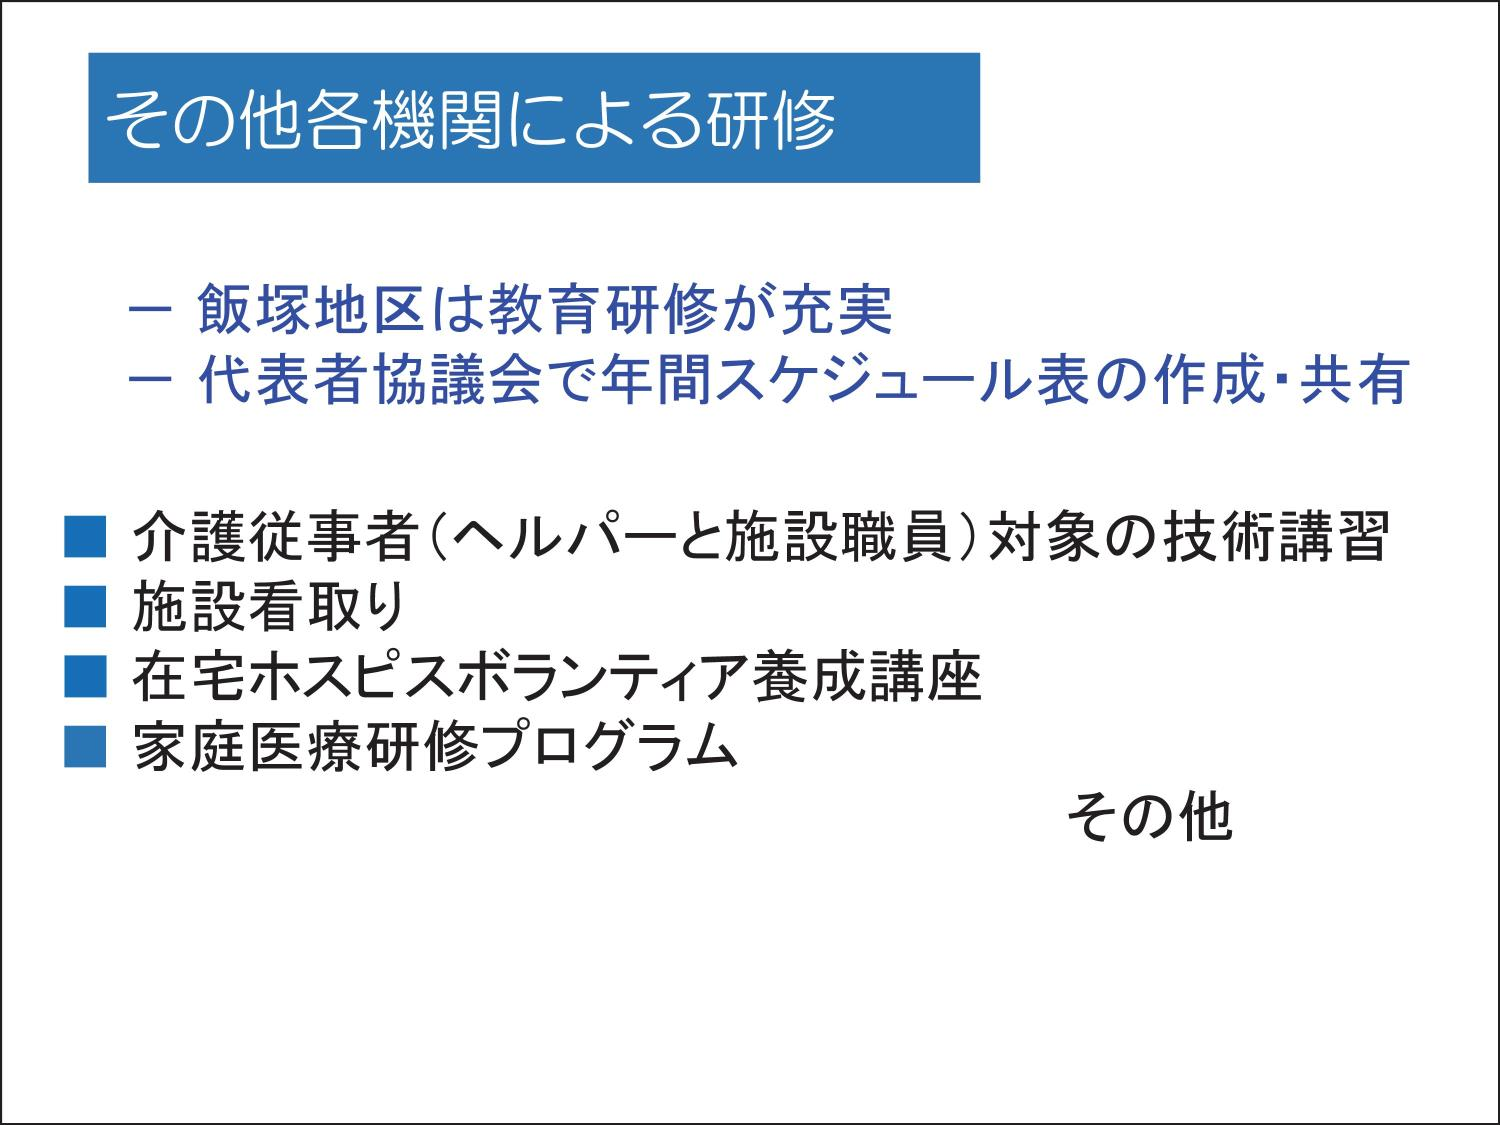 その他各機関による研修
－ 飯塚地区は教育研修が充実
－ 代表者協議会で年間スケジュール表の作成・共有
■ 介護従事者（ヘルパーと施設職員）対象の技術講習
■ 施設看取り
■ 在宅ホスピスボランティア養成講座
■ 家庭医療研修プログラム
その他